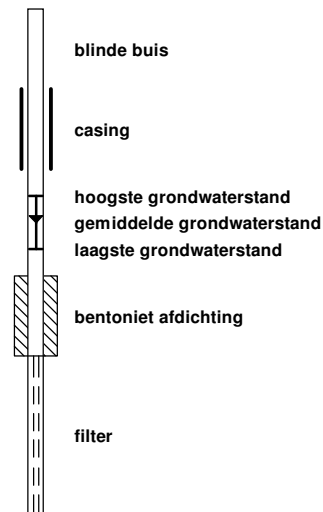 blinde buis
casing
hoogste grondwaterstand
gemiddelde grondwaterstand
laagste grondwaterstand
bentoniet afdichting
filter